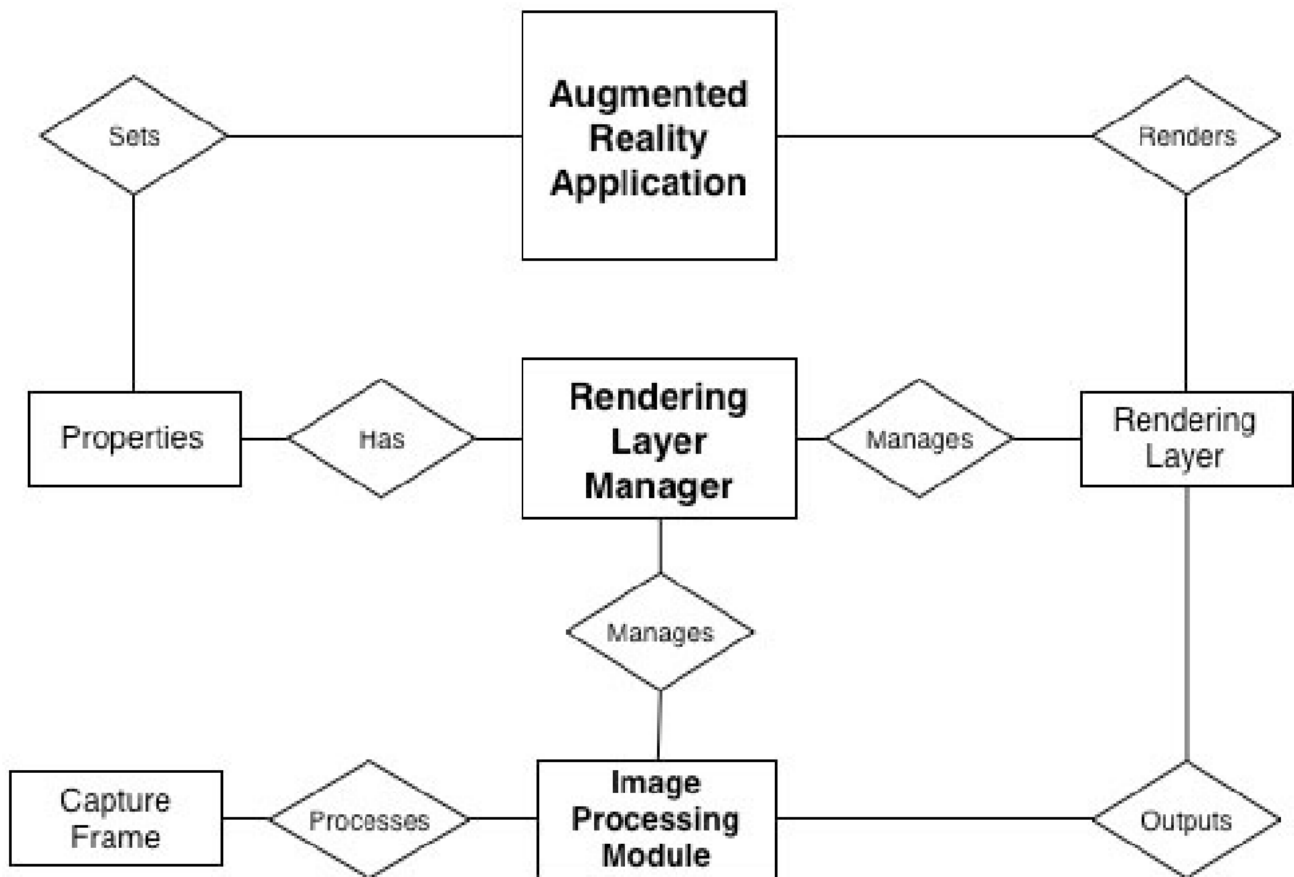 Augmented
Reality
Application
Sets
Renders
Properties
Has
Rendering
Layer
Manager
Manages
Rendering
Layer
Manages
Capture
Frame
Processes
Image
Processing
Module
Outputs